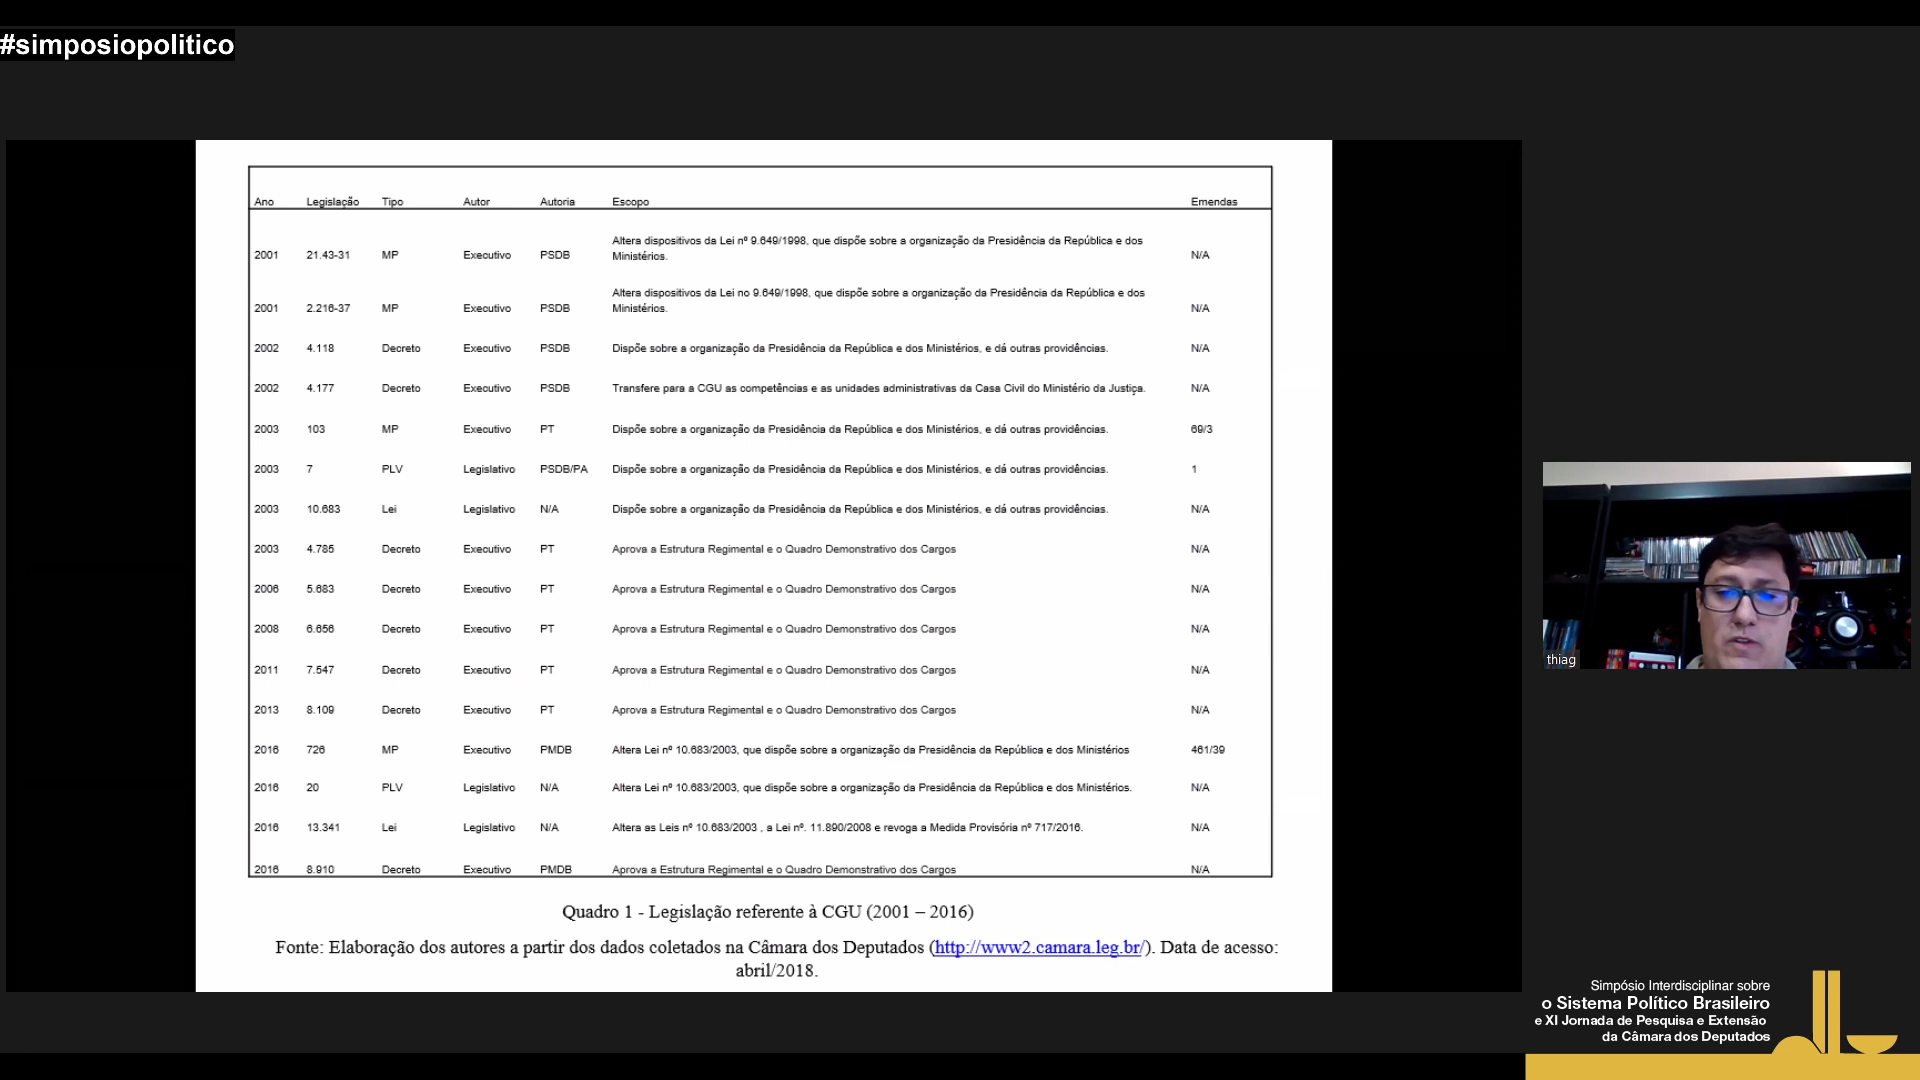 #simposiopolitico
Ano Legislação Tipo Autor Autoria Escopo Emendas
2001 21.43-31 MP Executivo PSDB Altera dispositivos da Lei nº 9.649/1998, que dispõe sobre a organização da Presidência da República e dos Ministérios. N/A
2001 2.216-37 MP Executivo PSDB Altera dispositivos da Lei no 9.649/1998, que dispõe sobre a organização da Presidência da República e dos Ministérios. N/A
2002 4.118 Decreto Executivo PSDB Dispõe sobre a organização da Presidência da República e dos Ministérios, e dá outras providências. N/A
2002 4.177 Decreto Executivo PSDB Transfere para a CGU as competências e as unidades administrativas da Casa Civil do Ministério da Justiça. N/A
2003 103 MP Executivo PT Dispõe sobre a organização da Presidência da República e dos Ministérios, e dá outras providências. 69/3
2003 7 PLV Legislativo PSDB/PA Dispõe sobre a organização da Presidência da República e dos Ministérios, e dá outras providências. 1
2003 10.683 Lei Legislativo N/A Dispõe sobre a organização da Presidência da República e dos Ministérios, e dá outras providências. N/A
2003 4.785 Decreto Executivo PT Aprova a Estrutura Regimental e o Quadro Demonstrativo dos Cargos N/A
2006 5.683 Decreto Executivo PT Aprova a Estrutura Regimental e o Quadro Demonstrativo dos Cargos N/A
2008 6.656 Decreto Executivo PT Aprova a Estrutura Regimental e o Quadro Demonstrativo dos Cargos N/A
2011 7.547 Decreto Executivo PT Aprova a Estrutura Regimental e o Quadro Demonstrativo dos Cargos N/A
2013 8.109 Decreto Executivo PT Aprova a Estrutura Regimental e o Quadro Demonstrativo dos Cargos N/A
2016 726 MP Executivo PMDB Altera Lei nº 10.683/2003, que dispõe sobre a organização da Presidência da República e dos Ministérios 461/39
2016 20 PLV Legislativo N/A Altera Lei nº 10.683/2003, que dispõe sobre a organização da Presidência da República e dos Ministérios. N/A
2016 13.341 Lei Legislativo N/A Altera as Leis nº 10.683/2003 , a Lei nº. 11.890/2008 e revoga a Medida Provisória nº 717/2016. N/A
2016 8.910 Decreto Executivo PMDB Aprova a Estrutura Regimental e o Quadro Demonstrativo dos Cargos N/A
Quadro 1 - Legislação referente à CGU (2001 – 2016)
Fonte: Elaboração dos autores a partir dos dados coletados na Câmara dos Deputados (http://www2.camara.leg.br/). Data de acesso:
abril/2018.
thiag
Simpósio Interdisciplinar sobre
o Sistema Político Brasileiro
e XI Jornada de Pesquisa e Extensão
da Câmara dos Deputados